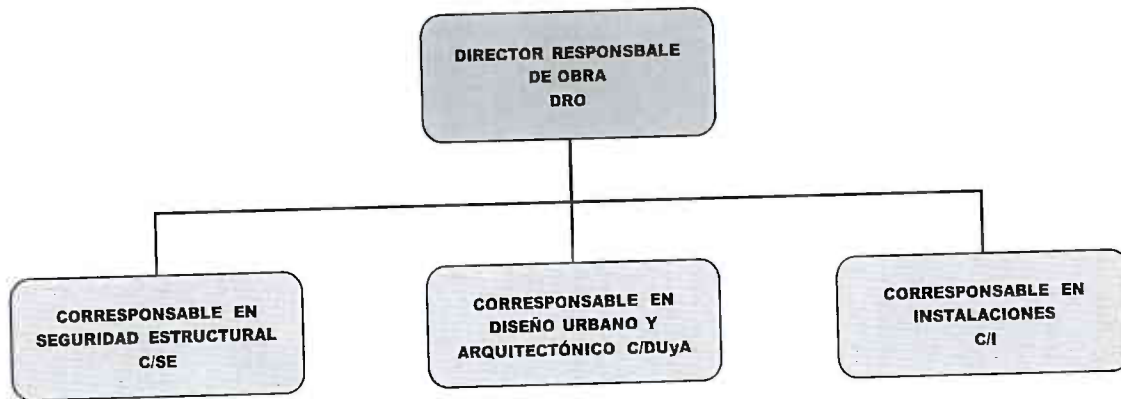 DIRECTOR RESPONSBALE
DE OBRA
DRO
CORRESPONSABLE EN
SEGURIDAD ESTRUCTURAL
C/SE
CORRESPONSABLE EN
DISEÑO URBANO Y
ARQUITECTÓNICO C/DUyA
CORRESPONSABLE EN
INSTALACIONES
C/I